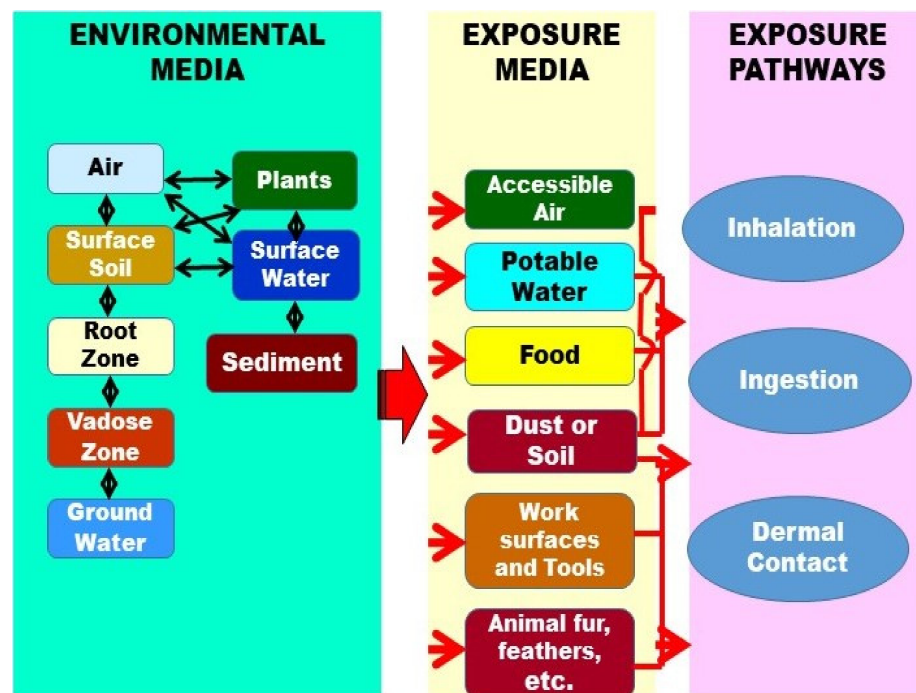 ENVIRONMENTAL
MEDIA
Air
Plants
Surface
Soil
Surface
Water
Root
Zone
Sediment
Vadose
Zone
Ground
Water
EXPOSURE
MEDIA
Accessible
Air
Potable
Water
Food
Dust or
Soil
Work
surfaces
and Tools
Animal fur,
feathers,
etc.
EXPOSURE
PATHWAYS
Inhalation
Ingestion
Dermal
Contact